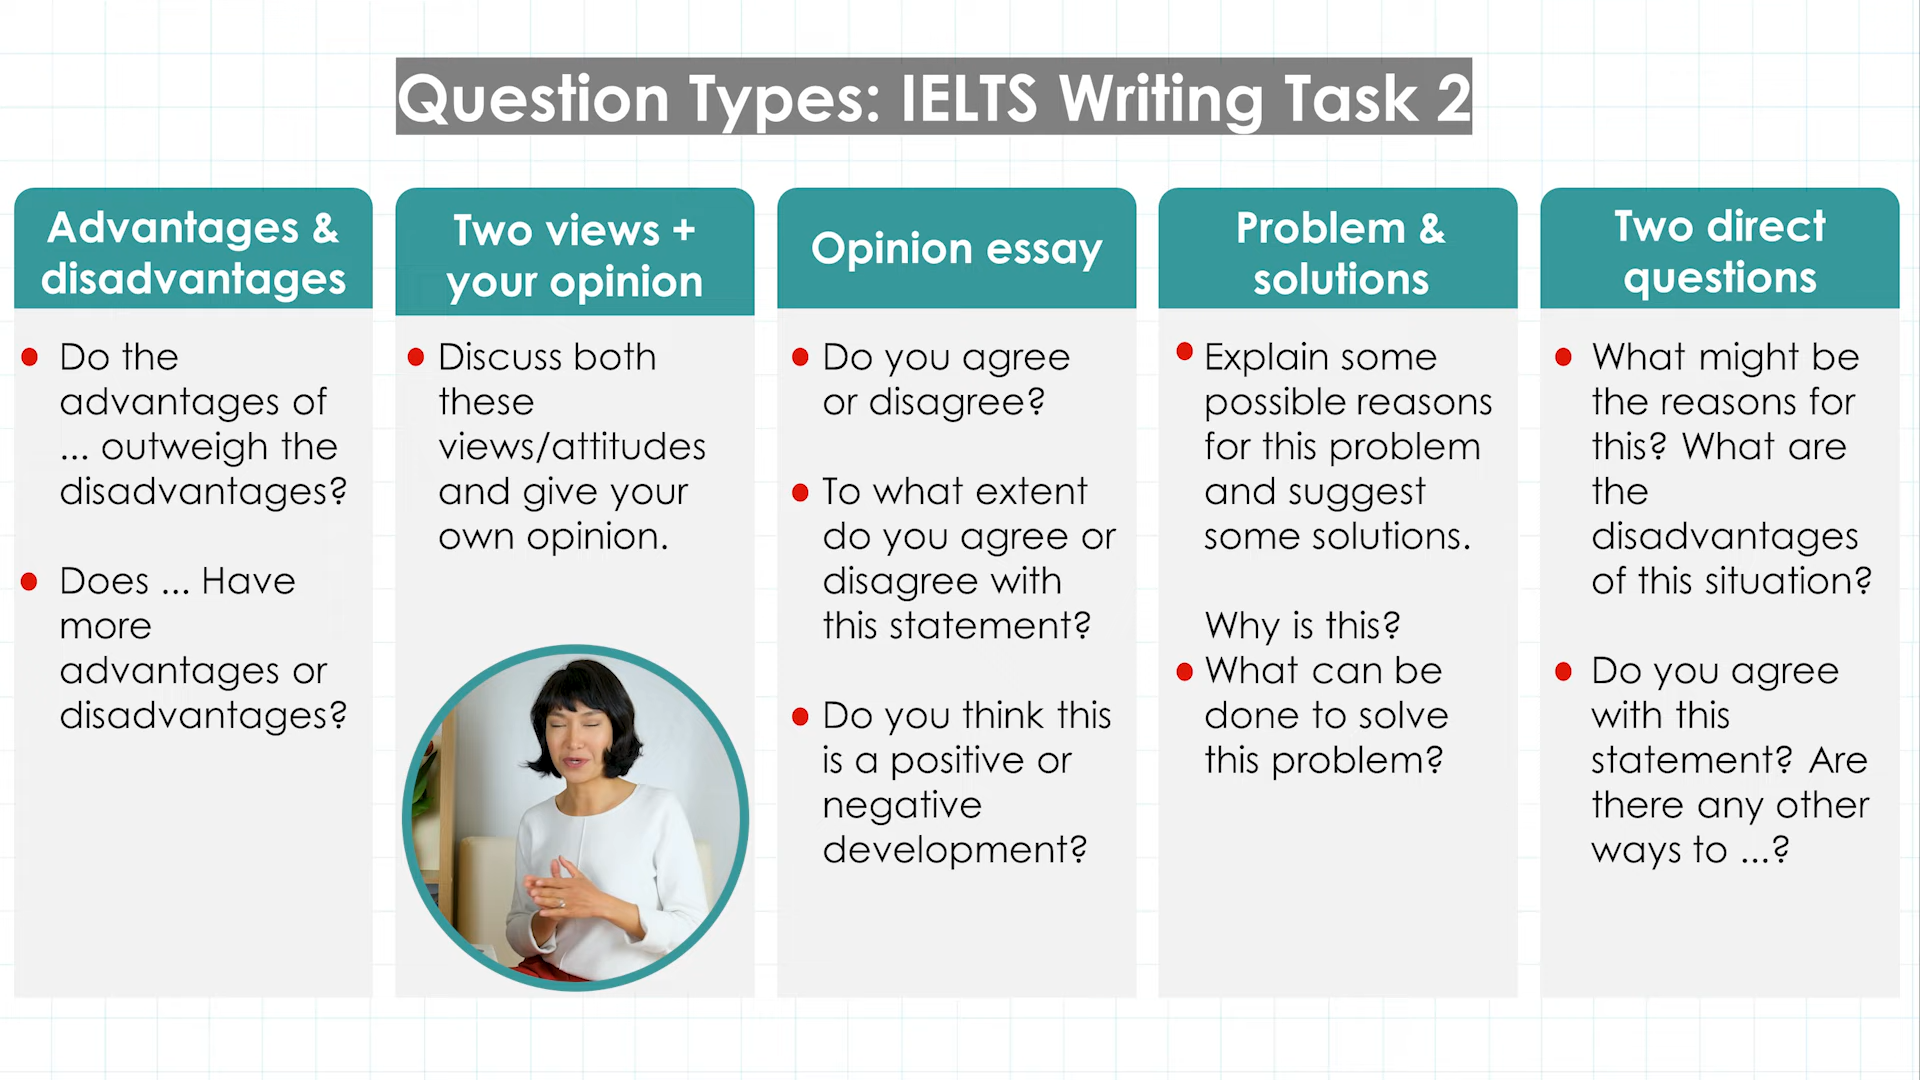 Question Types: IELTS Writing Task 2
Advantages &
disadvantages
Do the
advantages of
... outweigh the
disadvantages?
Does ... Have
more
advantages or
disadvantages?
Two views +
your opinion
Discuss both
these
views/attitudes
and give your
own opinion.
Opinion essay
Do you agree
or disagree?
To what extent
do you agree or
disagree with
this statement?
Do you think this
is a positive or
negative
development?
Problem &
solutions
Explain some
possible reasons
for this problem
and suggest
some solutions.
Why is this?
What can be
done to solve
this problem?
Two direct
questions
What might be
the reasons for
this? What are
the
disadvantages
of this situation?
Do you agree
with this
statement? Are
there any other
ways to ...?